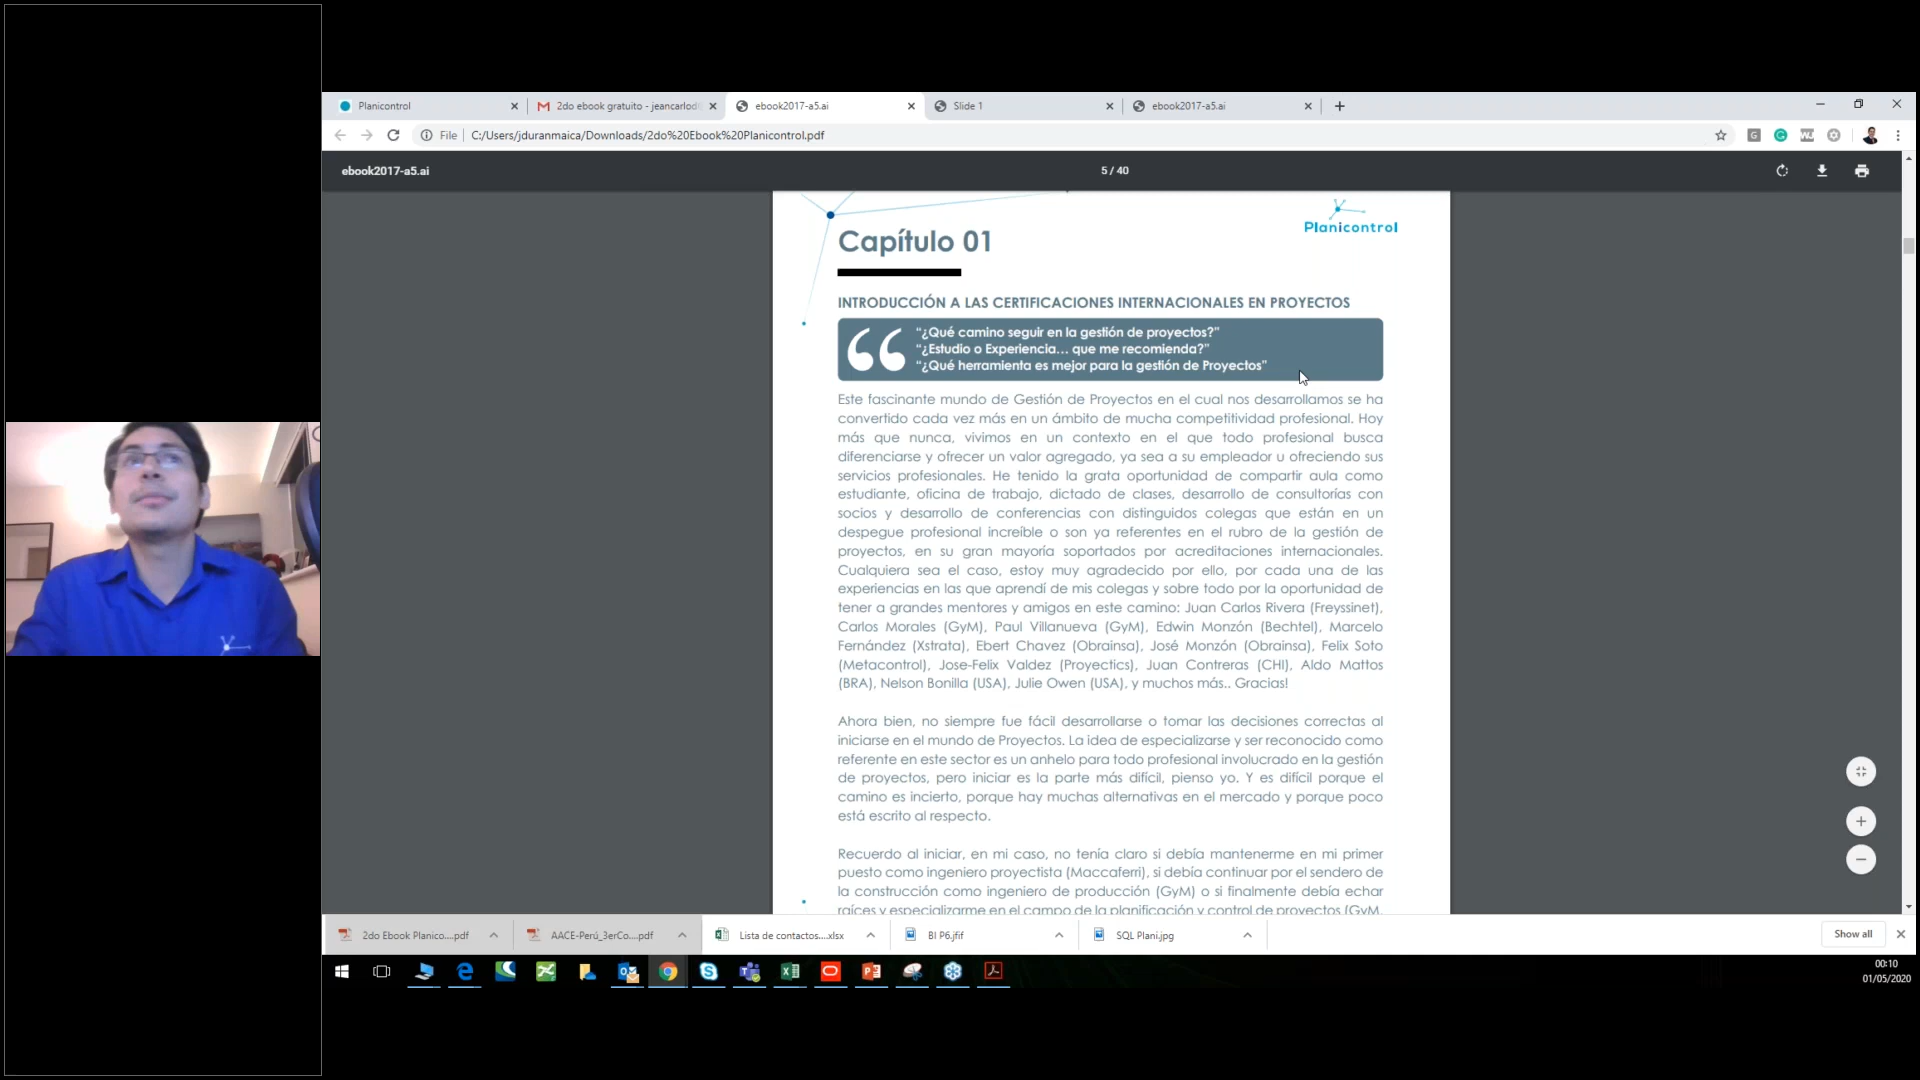 Planicontrol
2do ebook gratuito - jeancarlod
ebook2017-a5.ai
Slide 1
ebook2017-a5.ai
File
C:/Users/jduranmaica/Downloads/2do%20Ebook%20Planicontrol.pdf
ebook2017-a5.ai
5 / 40
Planicontrol
Capítulo 01
INTRODUCCIÓN A LAS CERTIFICACIONES INTERNACIONALES EN PROYECTOS
“¿Qué camino seguir en la gestión de proyectos?”
“¿Estudio o Experiencia... que me recomienda?”
“¿Qué herramienta es mejor para la gestión de Proyectos”
Este fascinante mundo de Gestión de Proyectos en el cual nos desarrollamos se ha
convertido cada vez más en un ámbito de mucha competitividad profesional. Hoy
más que nunca, vivimos en un contexto en el que todo profesional busca
diferenciarse y ofrecer un valor agregado, ya sea a su empleador u ofreciendo sus
servicios profesionales. He tenido la grata oportunidad de compartir aula como
estudiante, oficina de trabajo, dictado de clases, desarrollo de consultorías con
socios y desarrollo de conferencias con distinguidos colegas que están en un
despegue profesional increíble o son ya referentes en el rubro de la gestión de
proyectos, en su gran mayoría soportados por acreditaciones internacionales.
Cualquiera sea el caso, estoy muy agradecido por ello, por cada una de las
experiencias en las que aprendí de mis colegas y sobre todo por la oportunidad de
tener a grandes mentores y amigos en este camino: Juan Carlos Rivera (Freyssinet),
Carlos Morales (GyM), Paul Villanueva (GyM), Edwin Monzón (Bechtel), Marcelo
Fernández (Xstrata), Ebert Chavez (Obrainsa), José Monzón (Obrainsa), Felix Soto
(Metacontrol), Jose-Felix Valdez (Proyectics), Juan Contreras (CHI), Aldo Mattos
(BRA), Nelson Bonilla (USA), Julie Owen (USA), y muchos más.. Gracias!
Ahora bien, no siempre fue fácil desarrollarse o tomar las decisiones correctas al
iniciarse en el mundo de Proyectos. La idea de especializarse y ser reconocido como
referente en este sector es un anhelo para todo profesional involucrado en la gestión
de proyectos, pero iniciar es la parte más difícil, pienso yo. Y es difícil porque el
camino es incierto, porque hay muchas alternativas en el mercado y porque poco
está escrito al respecto.
Recuerdo al iniciar, en mi caso, no tenía claro si debía mantenerme en mi primer
puesto como ingeniero proyectista (Maccaferri), si debía continuar por el sendero de
la construcción como ingeniero de producción (GyM) o si finalmente debía echar
raíces y especializarme en el campo de la planificación y control de proyectos (GyM,
2do Ebook Planico....pdf
AACE-Perú_3erCo....pdf
Lista de contactos....xlsx
BI P6.jfif
SQL Plani.jpg
Show all
00:10
01/05/2020